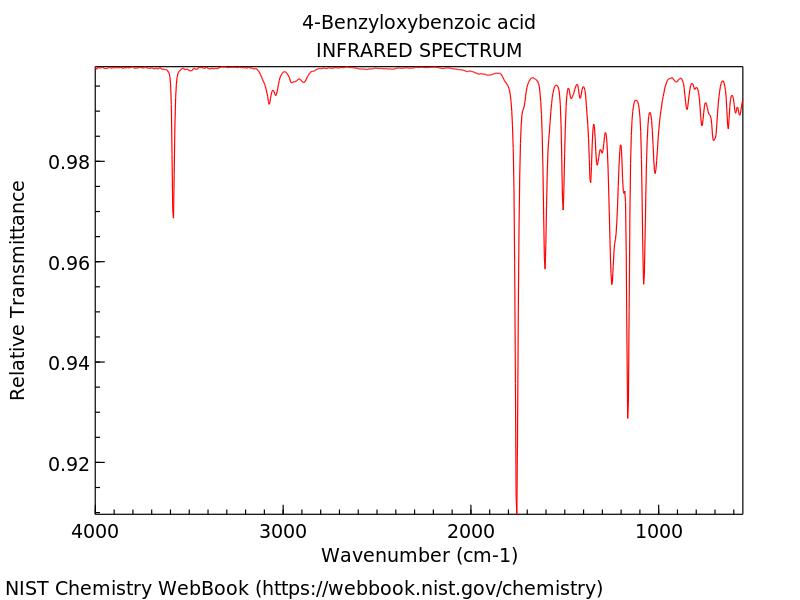 4-Benzyloxybenzoic acid
INFRARED SPECTRUM
Relative Transmittance
0.98
0.96
0.94
0.92
4000 3000 2000 1000
Wavenumber (cm-1)
NIST Chemistry WebBook (https://webbook.nist.gov/chemistry)